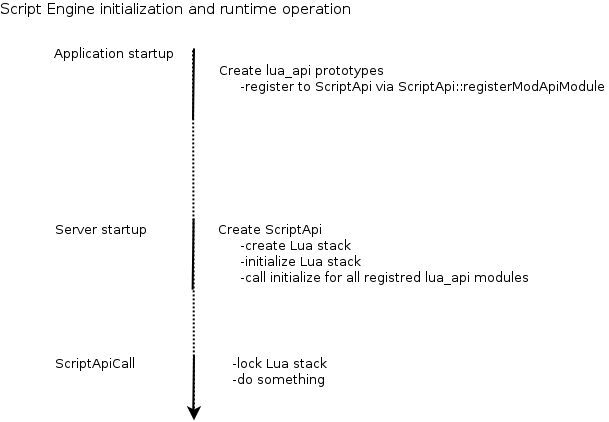 Script Engine initialization and runtime operation
Application startup
Create lua_api prototypes
-register to ScriptApi via ScriptApi::registerModApiModule
Server startup
Create ScriptApi
-create Lua stack
-initialize Lua stack
-call initialize for all registred lua_api modules
ScriptApiCall
-lock Lua stack
-do something